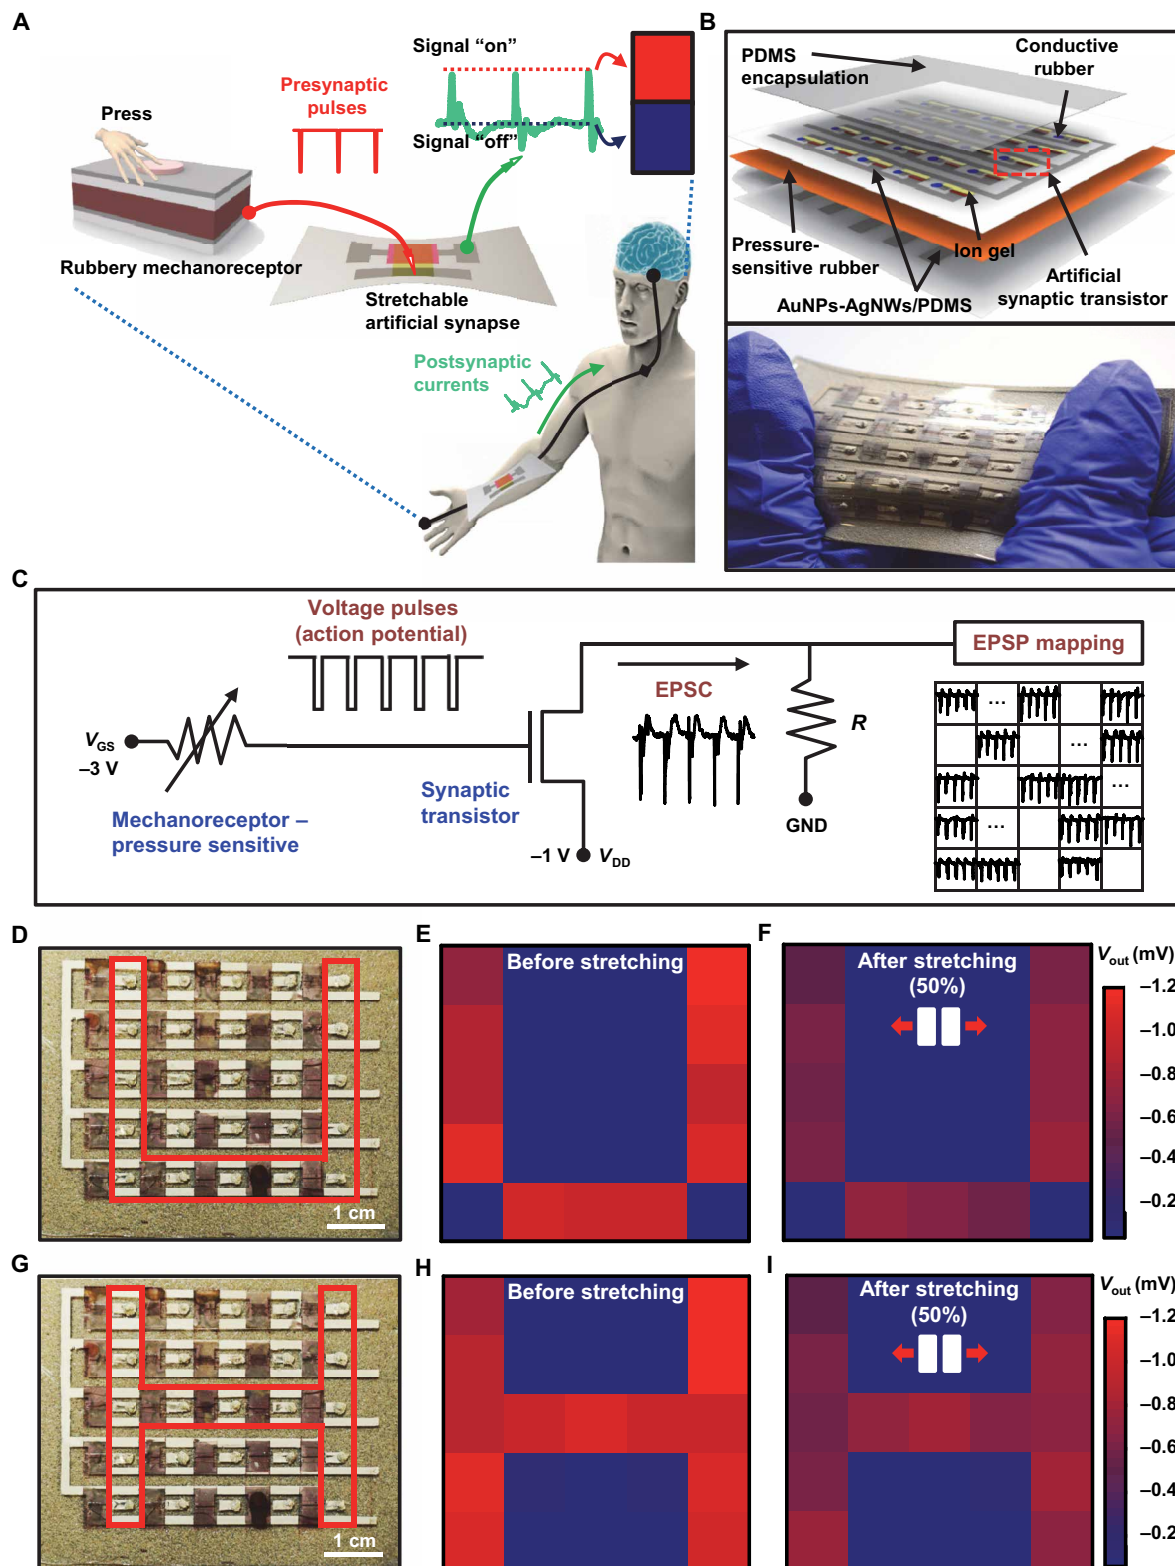 A
Signal “on”
Presynaptic
pulses
Press
Signal “off”
Rubbery mechanoreceptor
Stretchable
artificial synapse
Postsynaptic
currents
B
PDMS
encapsulation
Conductive
rubber
Pressure-
sensitive rubber
Ion gel
Artificial
synaptic transistor
AuNPs-AgNWs/PDMS
C
Voltage pulses
(action potential)
EPSP mapping
EPSC
R
VGS
–3 V
Synaptic
transistor
Mechanoreceptor –
pressure sensitive
GND
–1 V
VDD
...
...
...
...
D
1 cm
E
Before stretching
F
After stretching
(50%)
Vout (mV)
–1.2
–1.0
–0.8
–0.6
–0.4
–0.2
G
1 cm
H
Before stretching
I
After stretching
(50%)
Vout (mV)
–1.2
–1.0
–0.8
–0.6
–0.4
–0.2